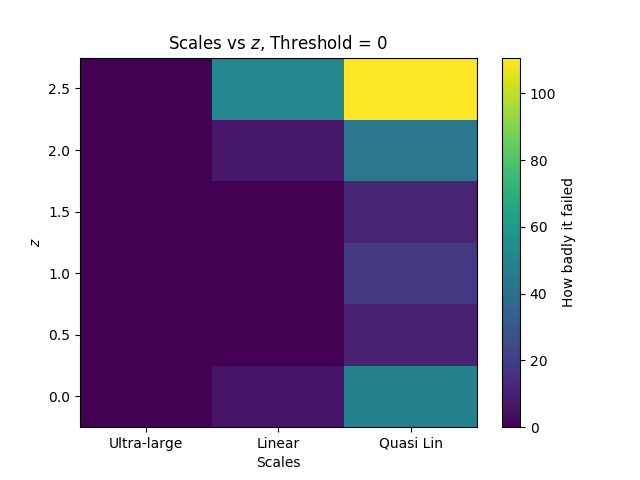 Scales vs z, Threshold = 0
2.5
2.0
1.5
1.0
0.5
0.0
z
Ultra-large
Linear
Quasi Lin
Scales
100
80
60
40
20
0
How badly it failed